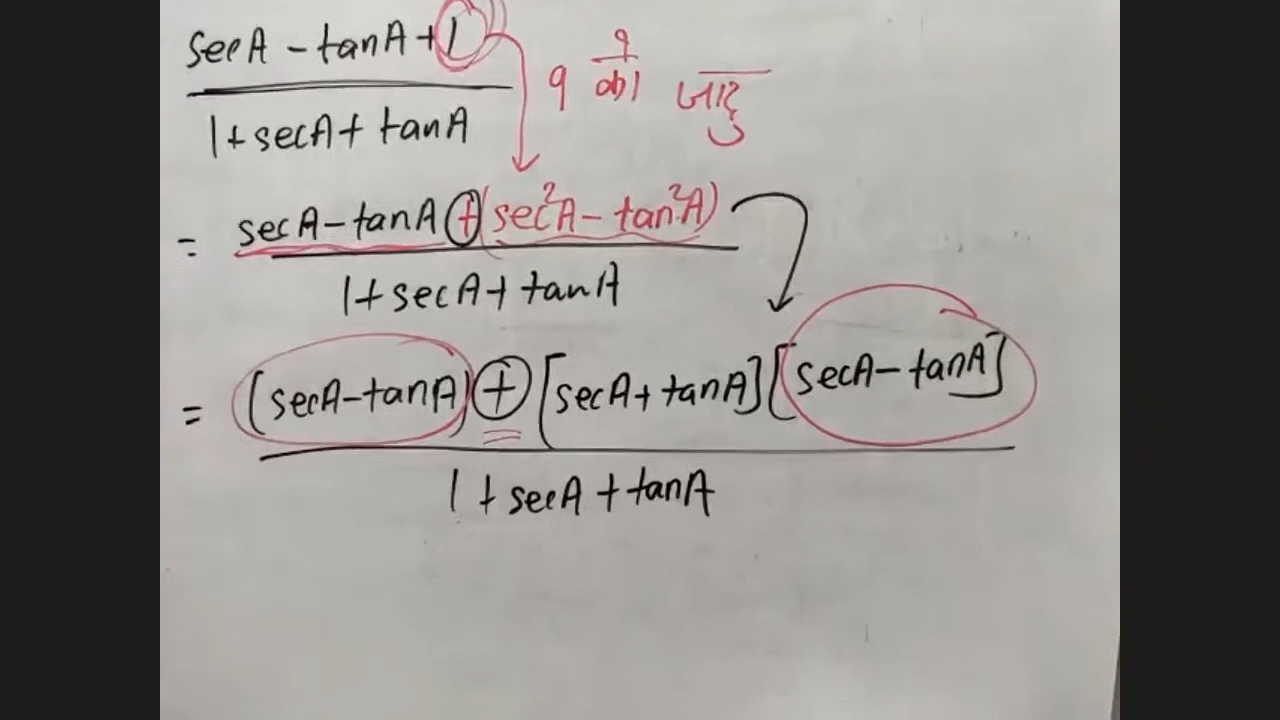 secA - tanA + 1
1 + secA + tanA
१ का जादु
= secA - tanA + (sec²A - tan²A)
1 + secA + tanA
= (secA - tanA) + [secA + tanA] [secA - tanA]
1 + secA + tanA